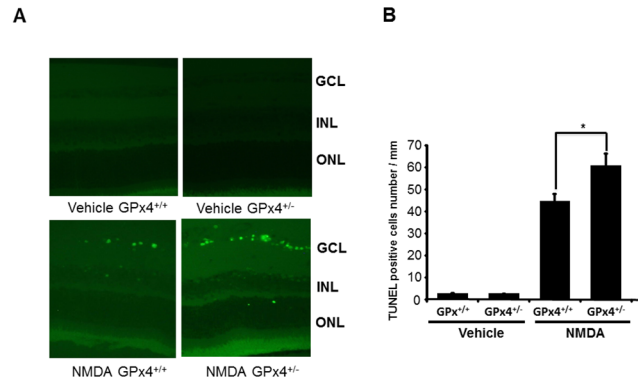 A
GCL
INL
ONL
Vehicle GPx4+/+
Vehicle GPx4+/-
GCL
INL
ONL
NMDA GPx4+/+
NMDA GPx4+/-
B
TUNEL positive cells number / mm
70
60
50
40
30
20
10
0
*
GPx+/+
GPx4+/-
GPx4+/+
GPx4+/-
Vehicle
NMDA